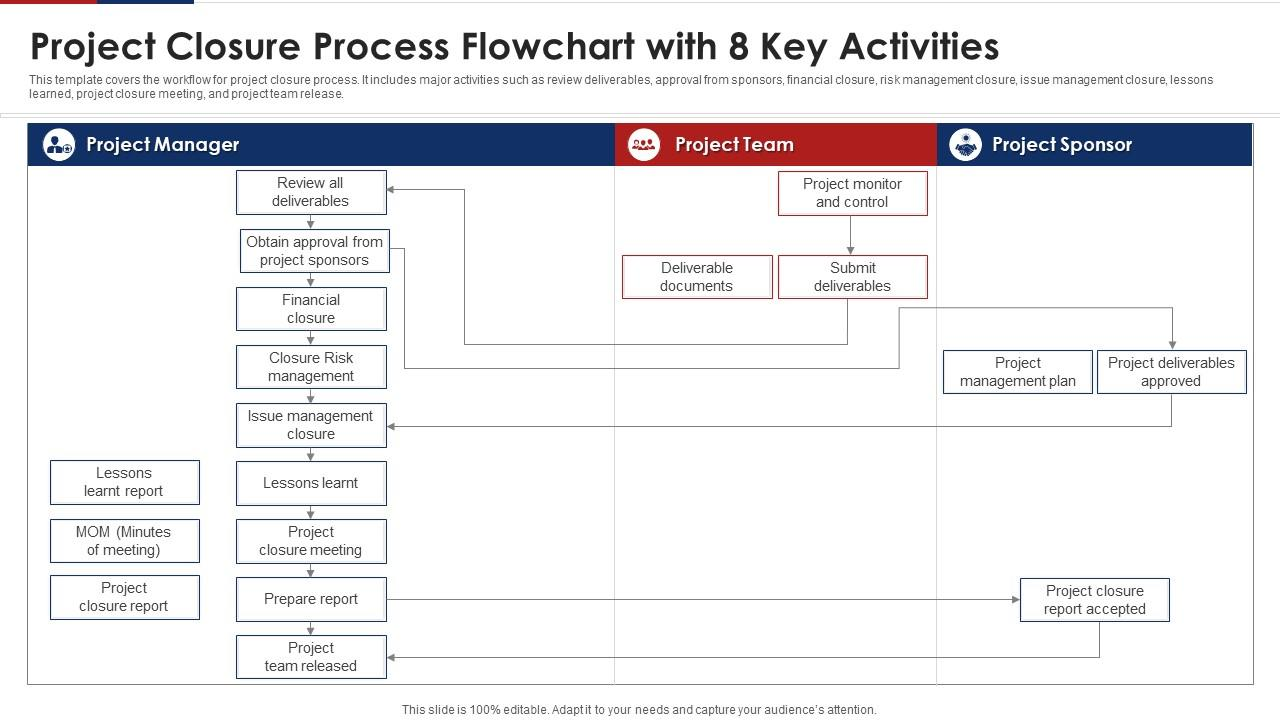 Project Closure Process Flowchart with 8 Key Activities
This template covers the workflow for project closure process. It includes major activities such as review deliverables, approval from sponsors, financial closure, risk management closure, issue management closure, lessons
learned, project closure meeting, and project team release.
Project Manager
Project Team
Project Sponsor
Review all
deliverables
Obtain approval from
project sponsors
Financial
closure
Closure Risk
management
Issue management
closure
Lessons learnt
Project
closure meeting
Prepare report
Project
team released
Lessons
learnt report
MOM (Minutes
of meeting)
Project
closure report
Project monitor
and control
Deliverable
documents
Submit
deliverables
Project
management plan
Project deliverables
approved
Project closure
report accepted
This slide is 100% editable. Adapt it to your needs and capture your audience’s attention.